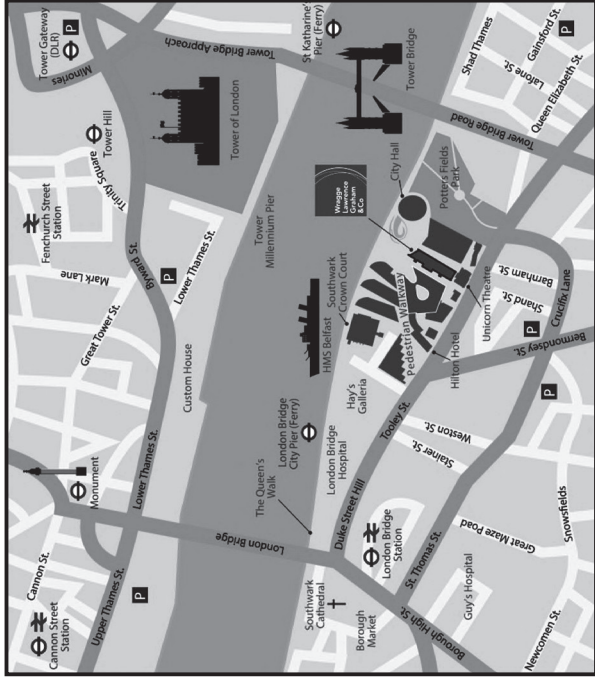 Cannon Street
Station
Cannon St.
Monument
Upper Thames St.
P
Lower Thames St.
Great Tower St.
Mark Lane
Fenchurch Street
Station
Trinity Square
Tower Hill
Byward St.
Minories
Tower Gateway
(DLR)
P
P
Lower Thames St.
Custom House
Tower of London
Tower Bridge Approach
London Bridge
Tower
Millennium Pier
The Queen's
Walk
London Bridge
City Pier (Ferry)
HMS Belfast
St Katharine'
Pier (Ferry)
Tower Bridge
Southwark
Cathedral
Borough
Market
London Bridge
Hospital
Hay's
Galleria
Southwark
Crown Court
Wragge
Lawrence
Graham
&Co
City Hall
Duke Street Hill
Tooley St.
Pedestrian Walkway
Potters Fields
Park
Tower Bridge Road
London Bridge
Station
Borough High St.
St. Thomas St.
Stainer St.
Weston St.
Hilton Hotel
Unicorn Theatre
Shad Thames
Gainsford St.
Lafone St.
Queen Elizabeth St.
P
Guy's Hospital
Great Maze Road
Barnham St.
Shand St.
P
P
Crucifix Lane
Bermondsey St.
Newcomen St.
Snowsfields